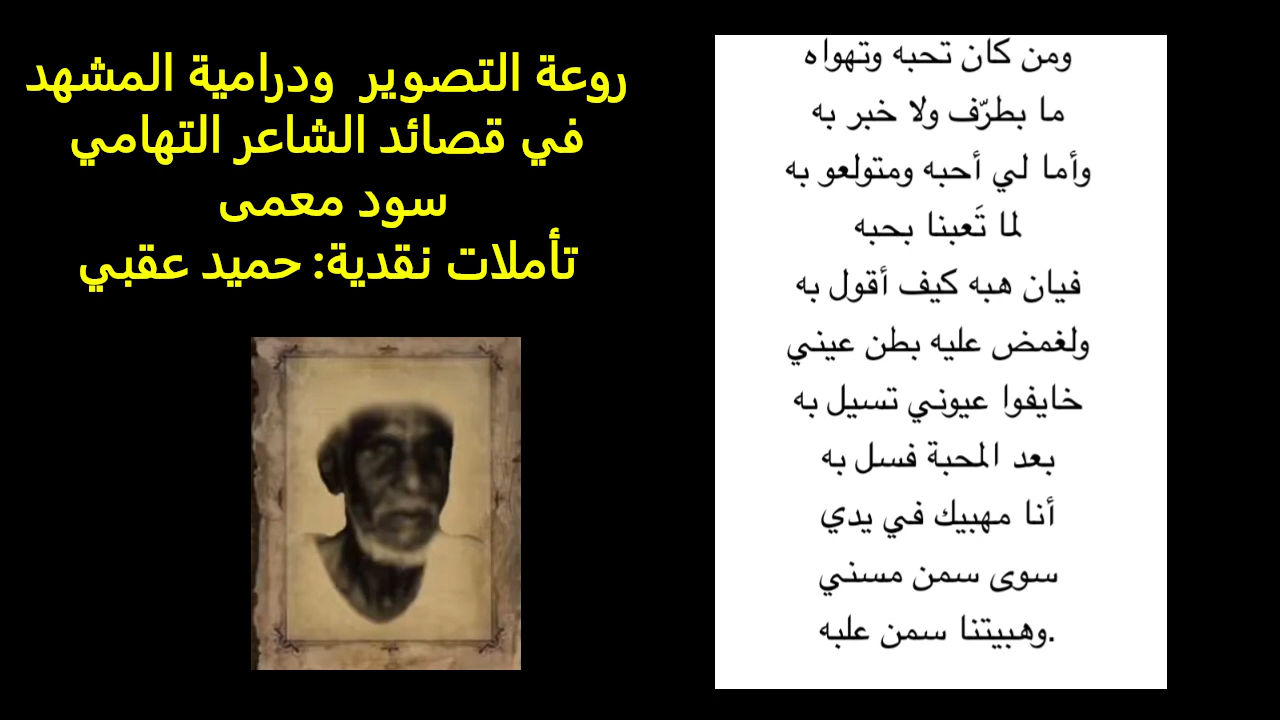 روعة التصوير ودرامية المشهد
في قصائد الشاعر التهامي
سود معمى
تأملات نقدية: حميد عقبي
ومن كان تحبه وتهواه
ما بطرّف ولا خبر به
وأما لي أحبه ومتولعو به
لما تَعبنا بحبه
فيان هبه كيف أقول به
ولغمض عليه بطن عيني
خايفوا عيوني تسيل به
بعد المحبة فسل به
أنا مهبيك في يدي
سوى سمن مسني
وهبيتنا سمن علبه.